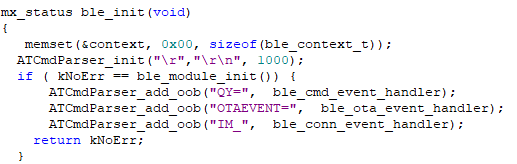 mx_status ble_init(void)
{
memset(&context, 0x00, sizeof(ble_context_t));
ATCmdParser_init("\r","\r\n", 1000);
if ( kNoErr == ble_module_init()) {
ATCmdParser_add_oob("QY=", ble_cmd_event_handler);
ATCmdParser_add_oob("OTAEVENT=", ble_ota_event_handler);
ATCmdParser_add_oob("IM_", ble_conn_event_handler);
return kNoErr;
}